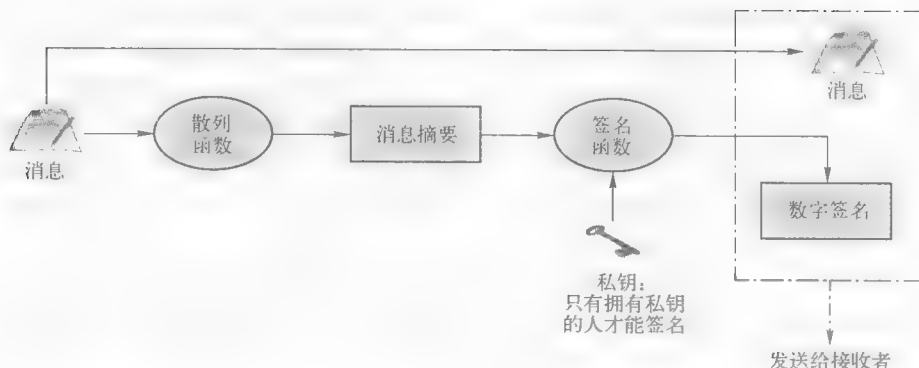 消息
消息
散列
函数
消息摘要
签名
函数
数字签名
私钥：
只有拥有私钥
的人才能签名
发送给接收者